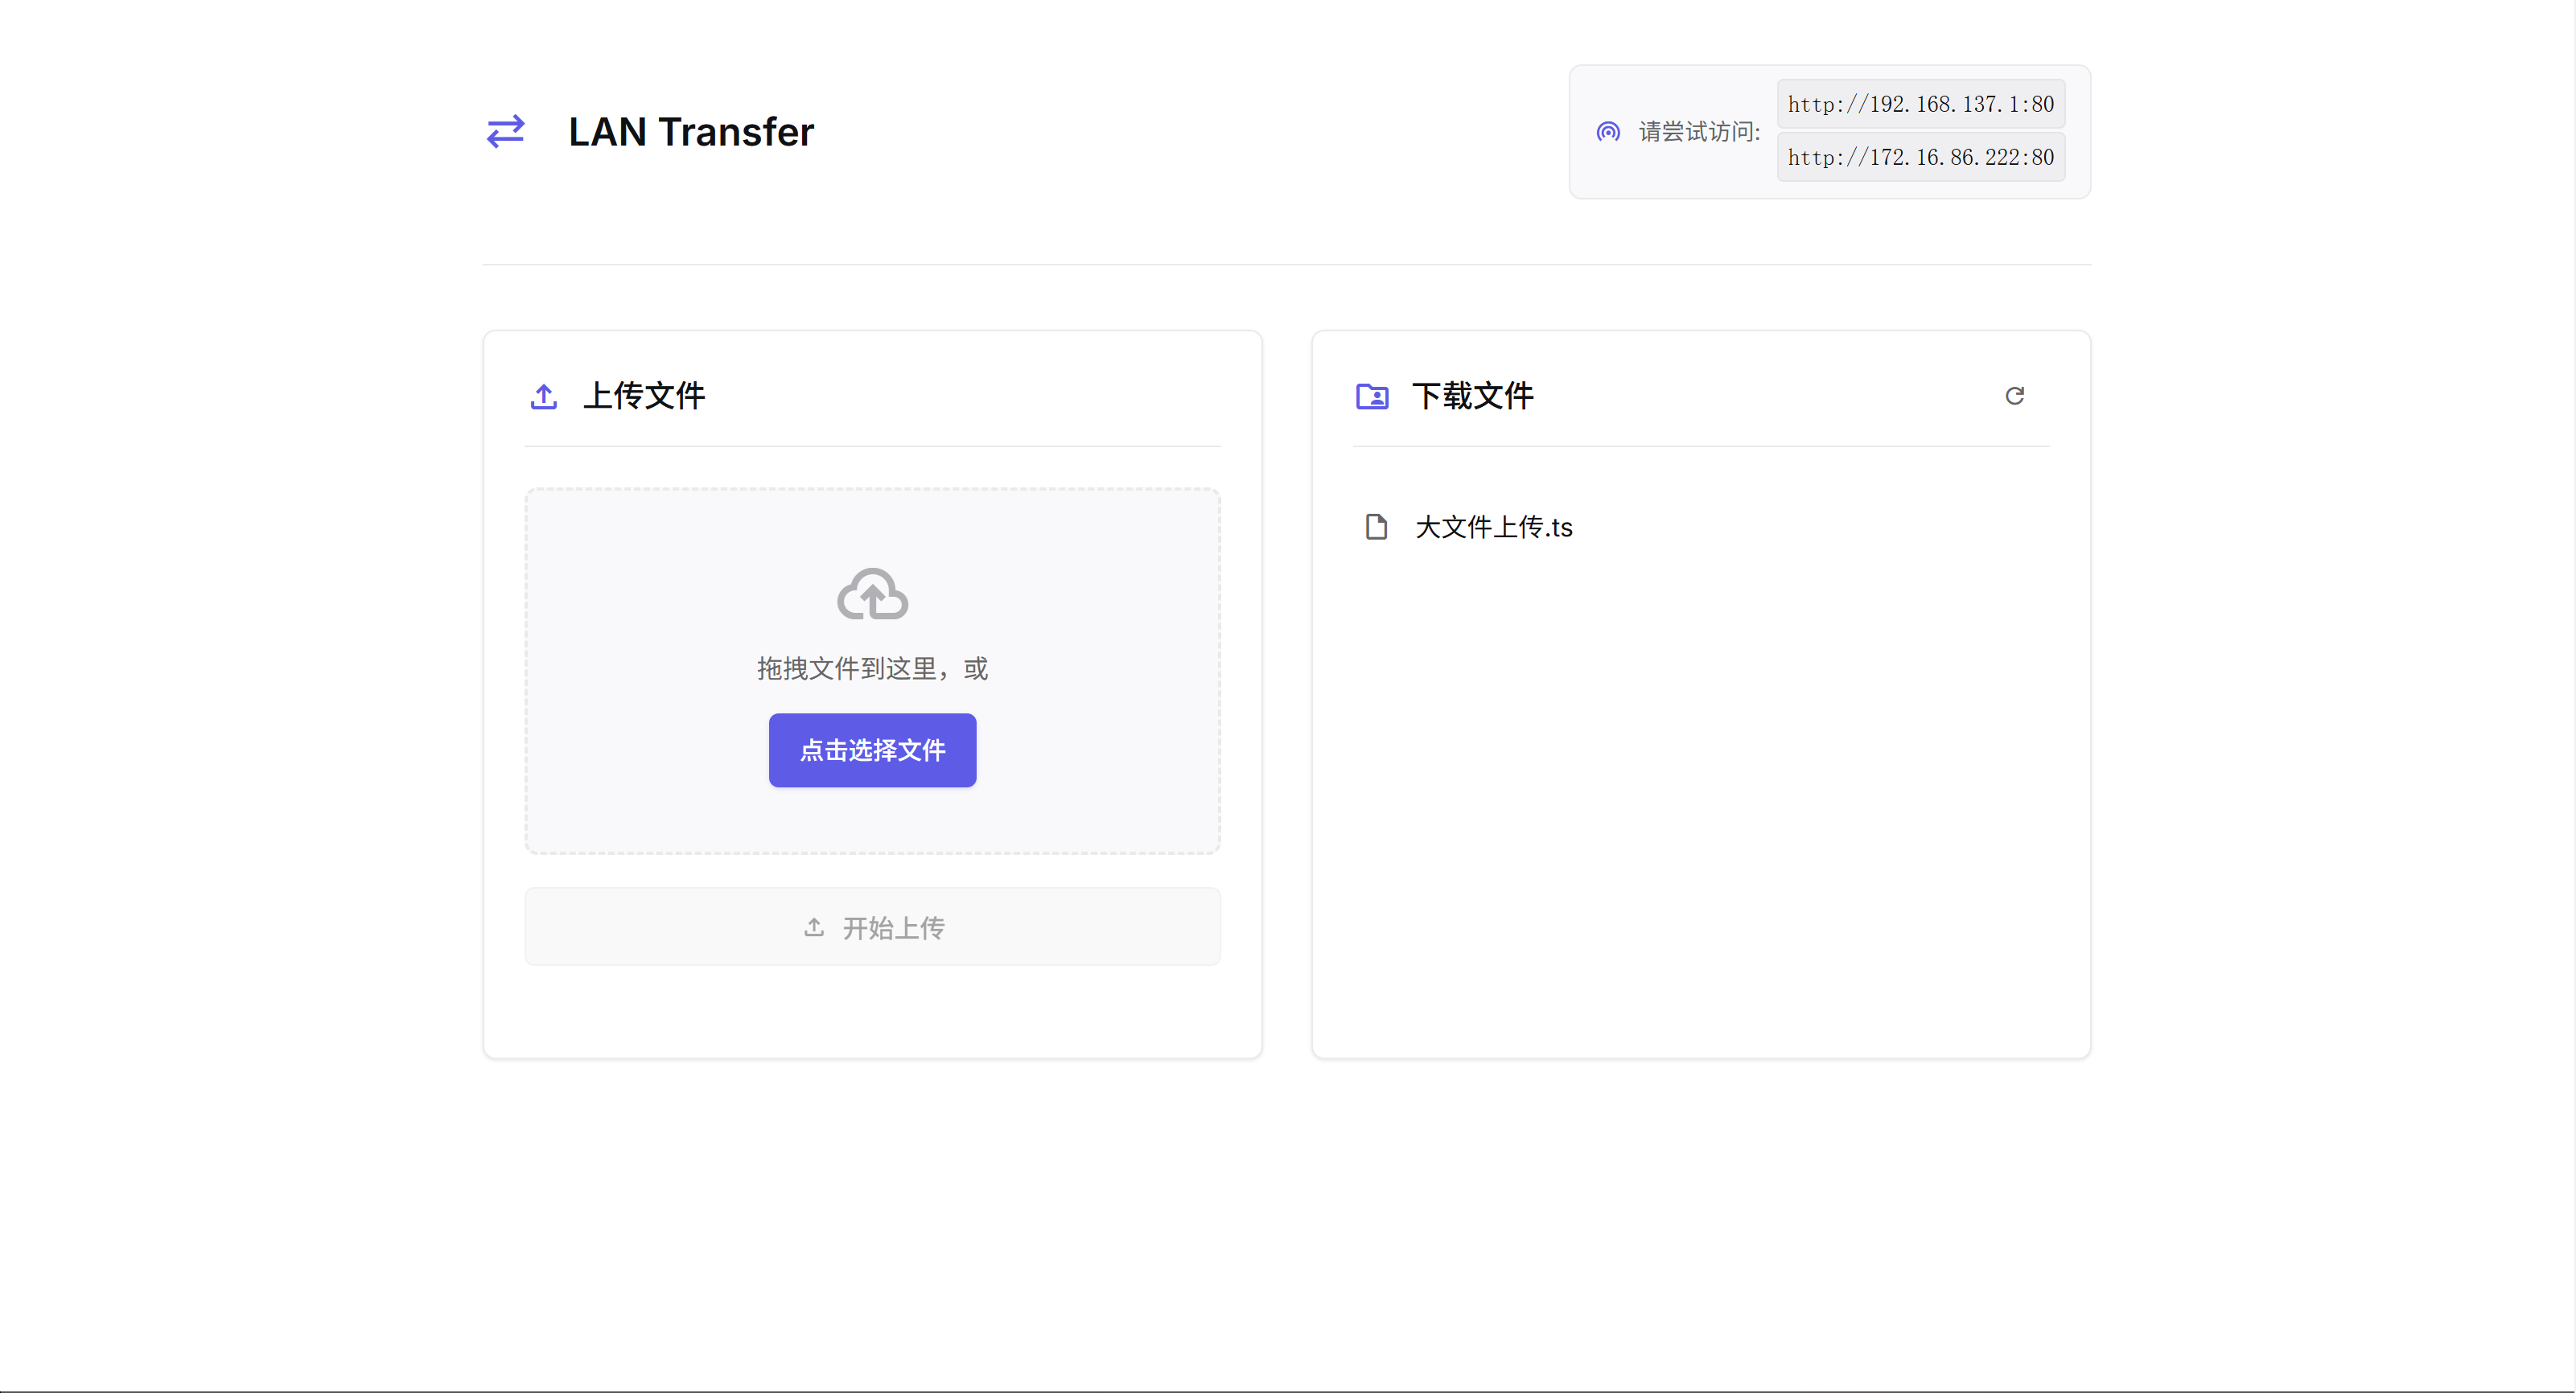 LAN Transfer
请尝试访问:
http://192.168.137.1:80
http://172.16.86.222:80
上传文件
拖拽文件到这里，或
点击选择文件
开始上传
下载文件
大文件上传.ts